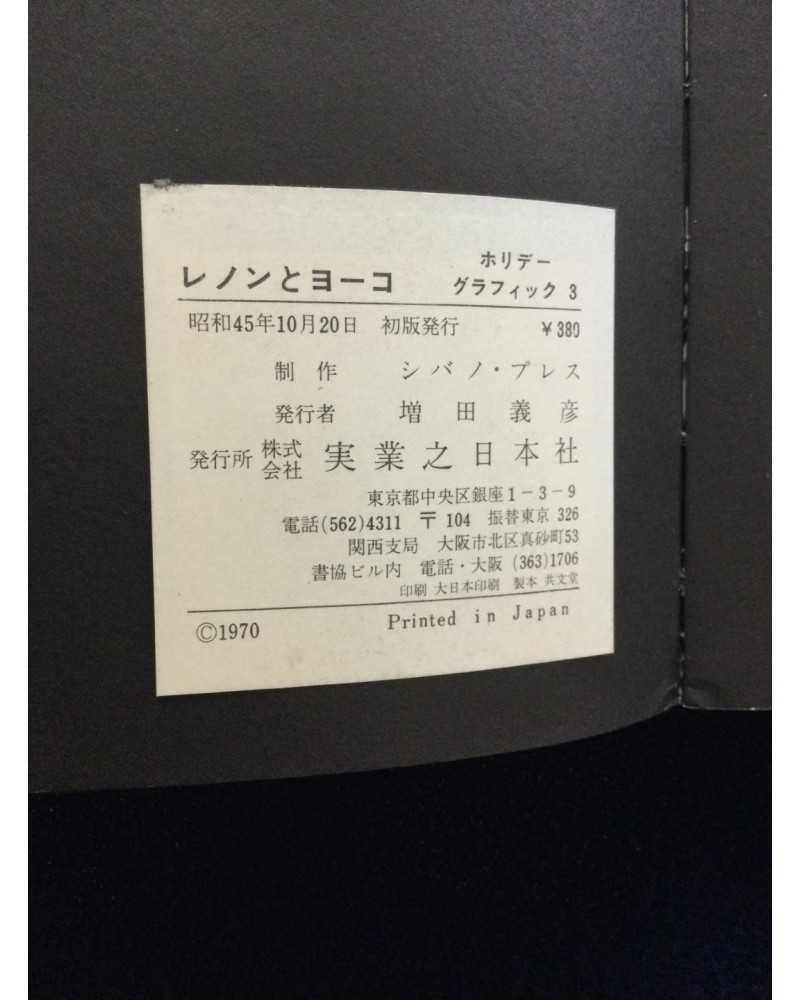 レノンとヨーコ ホリデー
グラフィック 3
昭和45年10月20日 初版発行 ¥380
制作 シバノ・プレス
発行者 増田義彦
発行所 株式会社 実業之日本社
東京都中央区銀座1-3-9
電話(562)4311 〒104 振替東京 326
関西支局 大阪市北区真砂町53
書協ビル内 電話・大阪 (363)1706
印刷 大日本印刷 製本 共文堂
©1970 Printed in Japan